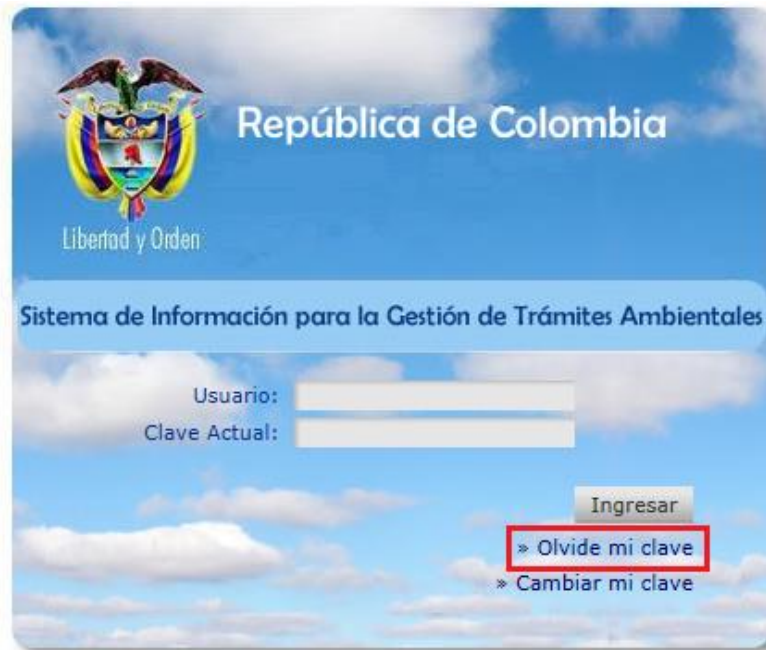 República de Colombia
Libertad y Orden
Sistema de Información para la Gestión de Trámites Ambientales
Usuario:
Clave Actual:
Ingresar
» Olvide mi clave
» Cambiar mi clave